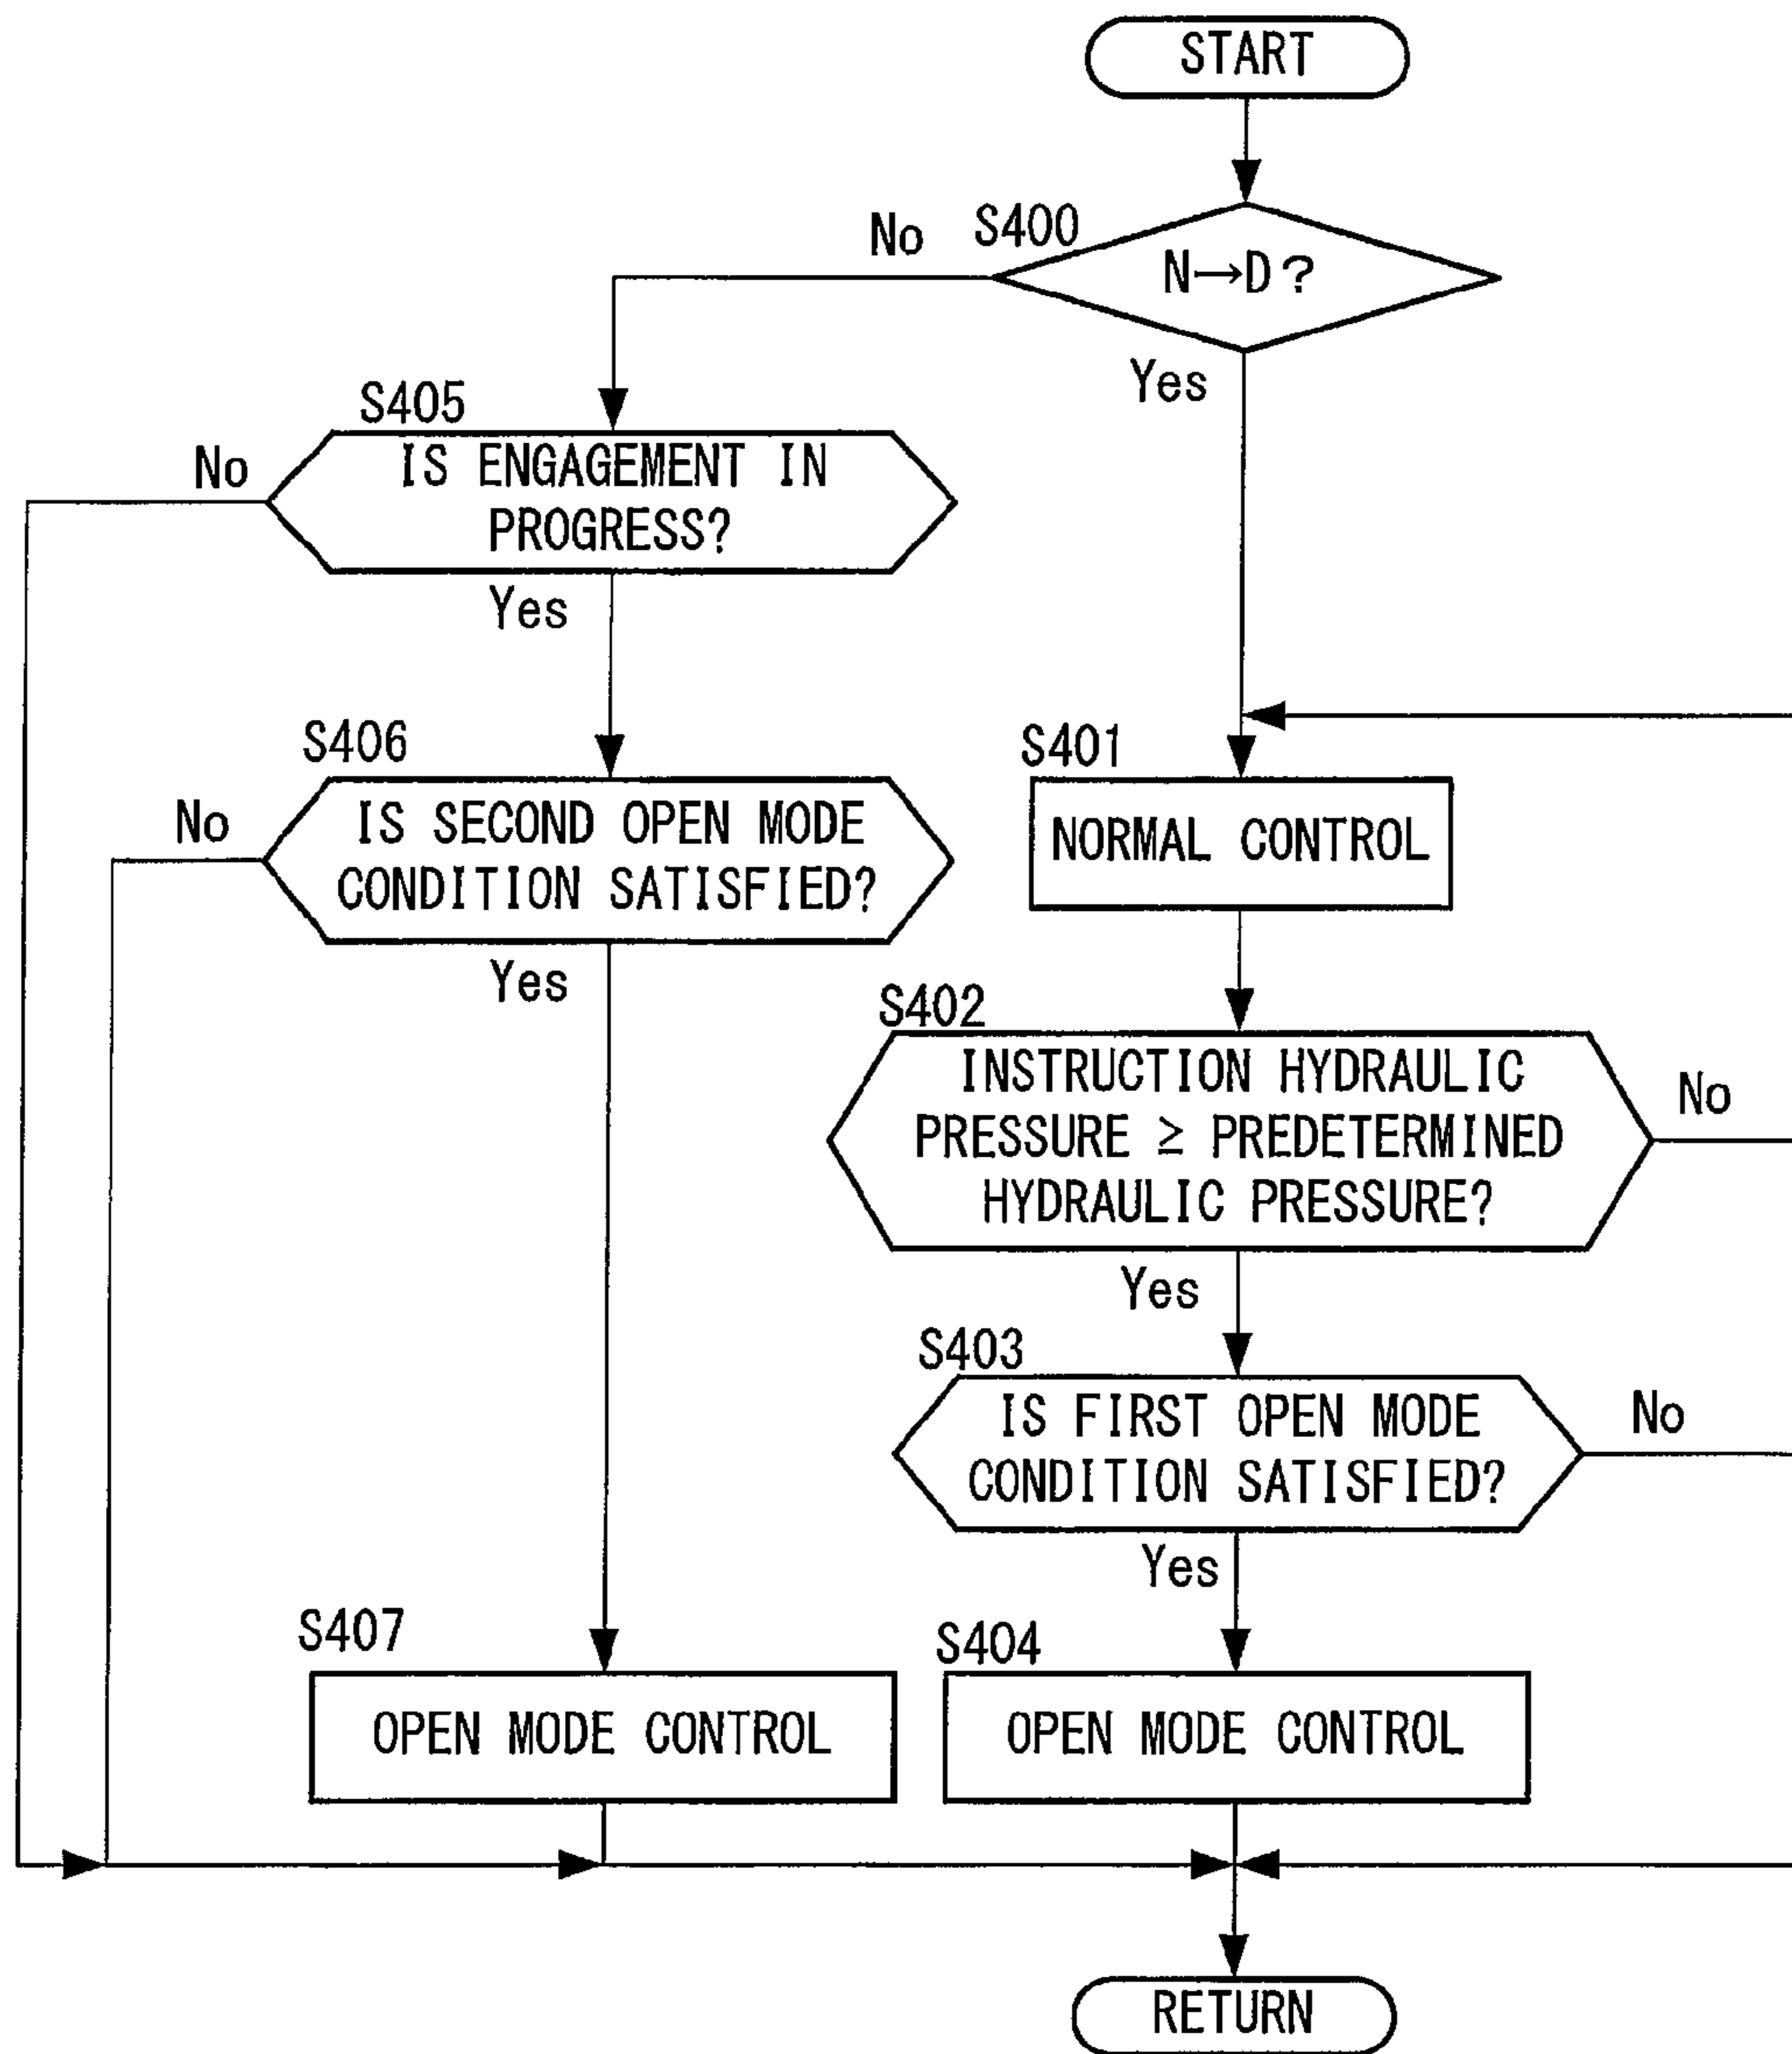 START
S400
No
N→D?
Yes
S405
No
IS ENGAGEMENT IN
PROGRESS?
Yes
S406
No
IS SECOND OPEN MODE
CONDITION SATISFIED?
Yes
S401
NORMAL CONTROL
S402
INSTRUCTION HYDRAULIC
PRESSURE ≥ PREDETERMINED
HYDRAULIC PRESSURE?
No
Yes
S403
IS FIRST OPEN MODE
CONDITION SATISFIED?
No
Yes
S407
OPEN MODE CONTROL
S404
OPEN MODE CONTROL
RETURN